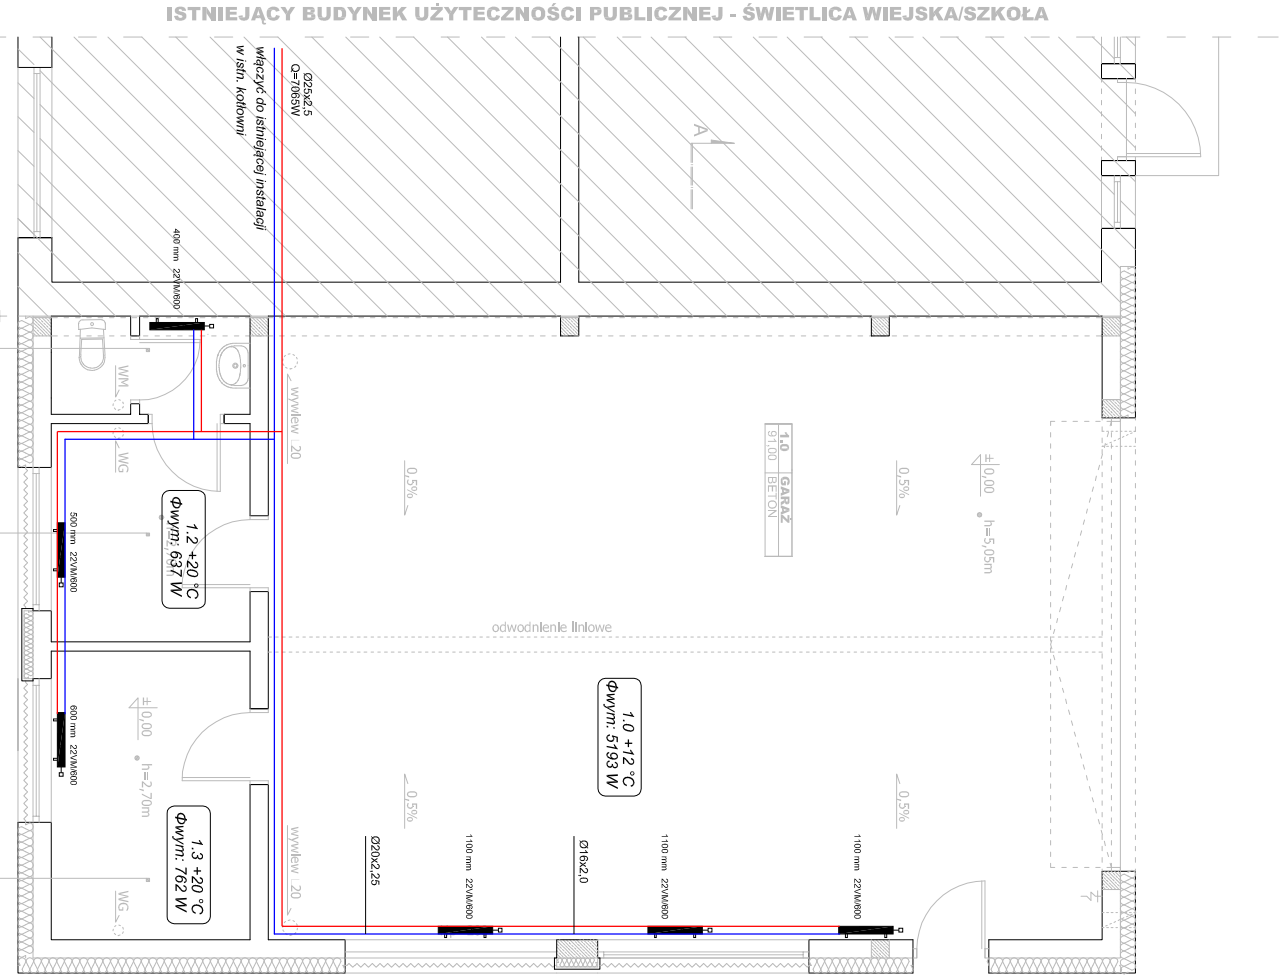 ISTNIEJĄCY BUDYNEK UŻYTECZNOŚCI PUBLICZNEJ - ŚWIETLICA WIEJSKA/SZKOŁA
Ø25x2,5
Q=7065W
włączyć do istniejącej instalacji
w istn. kotłowni
A
400 mm 22VM/600
WM
WG
wywiew
20
1.0 GARAŻ
91.00 BETON
0,5%
0,5%
±0,00
h=5,05m
500 mm 22VM/600
1.2 +20 °C
Φwym: 637 W
odwodnienie liniowe
600 mm 22VM/600
±0,00
h=2,70m
1.0 +12 °C
Φwym: 5193 W
0,5%
0,5%
1.3 +20 °C
Φwym: 762 W
WG
wywiew
20
Ø20x2,25
1100 mm 22VM/600
Ø16x2,0
1100 mm 22VM/600
1100 mm 22VM/600